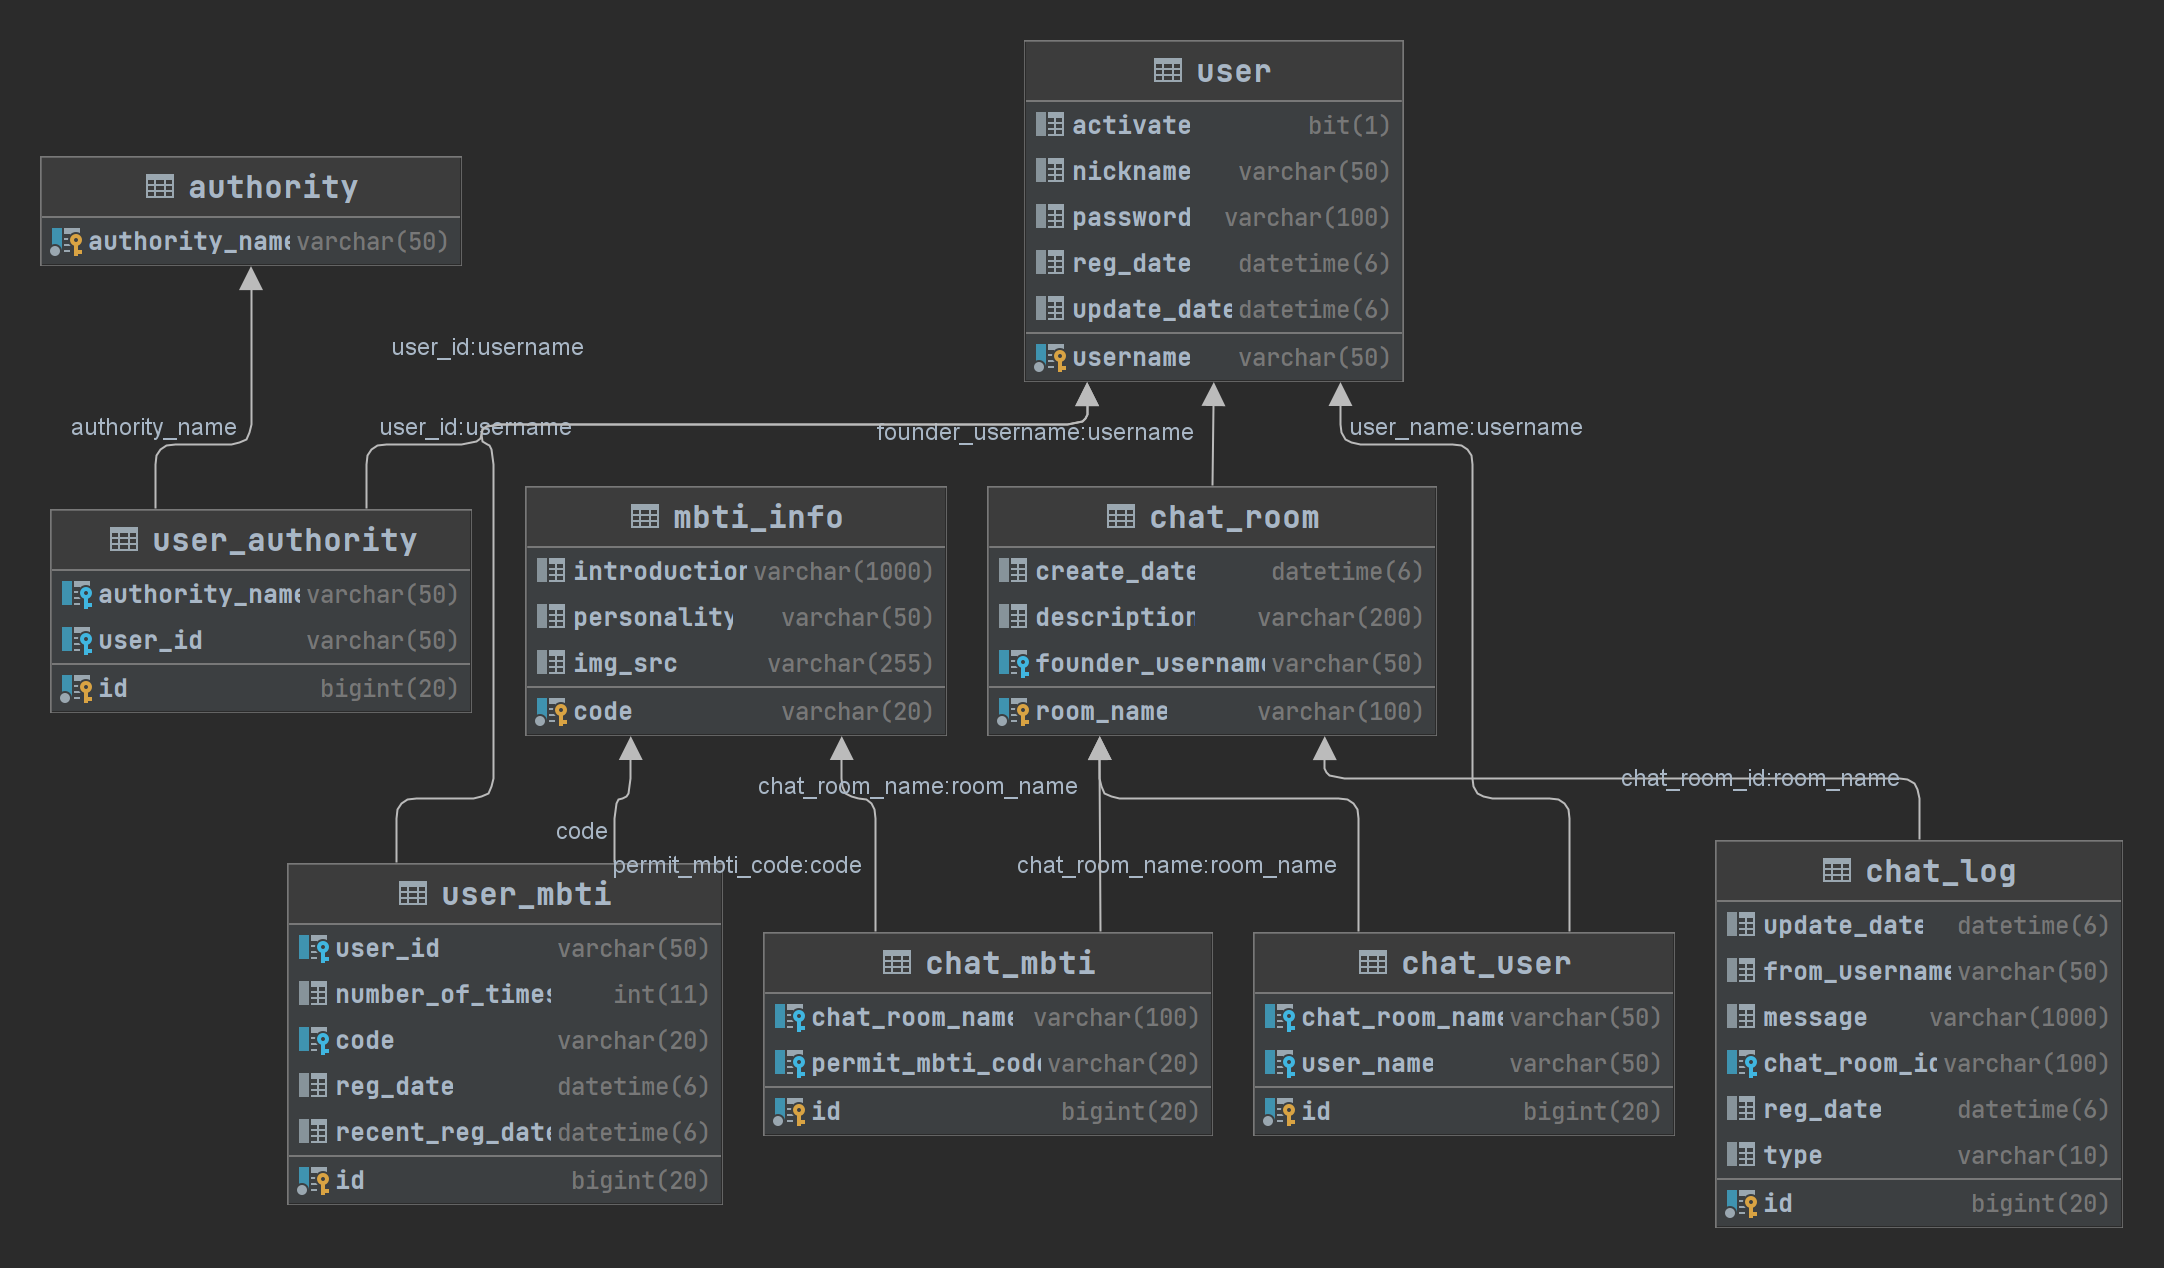 user
activate bit(1)
nickname varchar(50)
password varchar(100)
reg_date datetime(6)
update_date datetime(6)
username varchar(50)
authority
authority_name varchar(50)
user_id:username
authority_name
user_id:username
founder_username:username
user_name:username
user_authority
authority_name varchar(50)
user_id varchar(50)
id bigint(20)
mbti_info
introduction varchar(1000)
personality varchar(50)
img_src varchar(255)
code varchar(20)
chat_room
create_date datetime(6)
description varchar(200)
founder_username varchar(50)
room_name varchar(100)
chat_room_name:room_name
chat_room_id:room_name
code
permit_mbti_code:code
chat_room_name:room_name
user_mbti
user_id varchar(50)
number_of_times int(11)
code varchar(20)
reg_date datetime(6)
recent_reg_date datetime(6)
id bigint(20)
chat_mbti
chat_room_name varchar(100)
permit_mbti_code varchar(20)
id bigint(20)
chat_user
chat_room_name varchar(50)
user_name varchar(50)
id bigint(20)
chat_log
update_date datetime(6)
from_username varchar(50)
message varchar(1000)
chat_room_id varchar(100)
reg_date datetime(6)
type varchar(10)
id bigint(20)